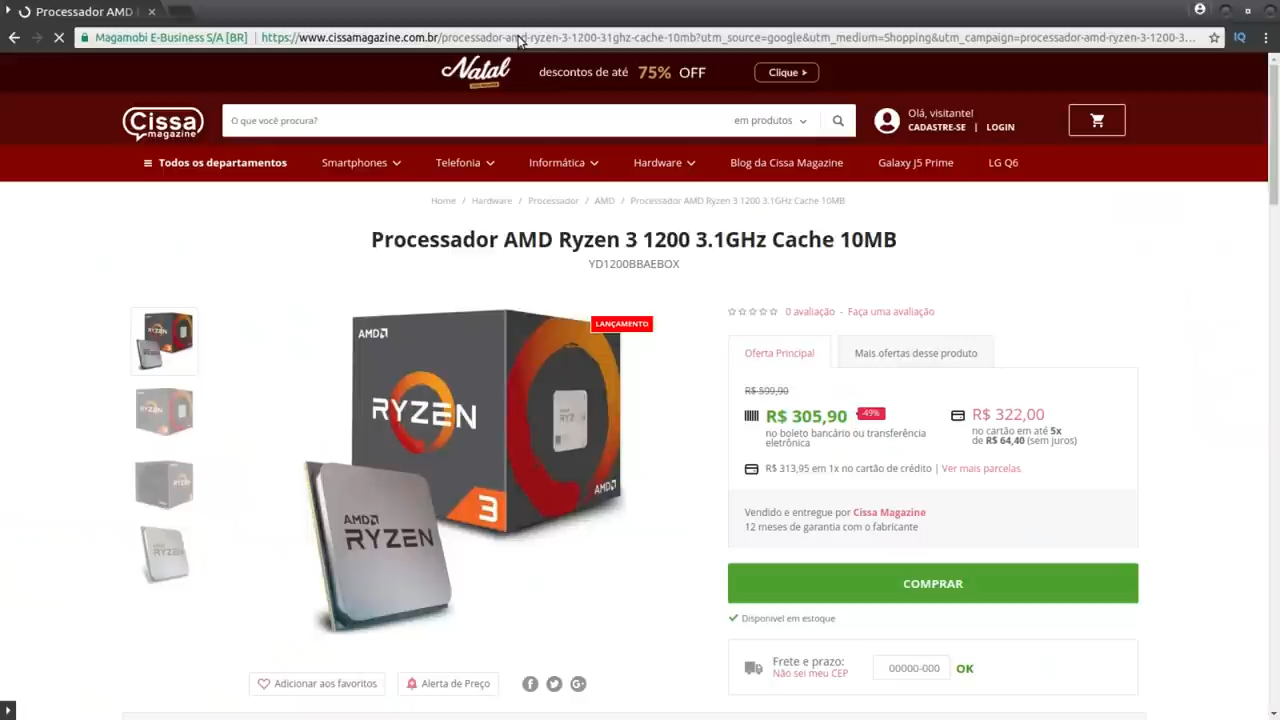 Processador AMD
Magamobi E-Business S/A [BR]
https://www.cissamagazine.com.br/processador-amd-ryzen-3-1200-31ghz-cache-10mb?utm_source=google&utm_medium=Shopping&utm_campaign=processador-amd-ryzen-3-1200-3...
IQ
Natal
descontos de até 75% OFF
Clique
Cissa
magazine
O que você procura?
em produtos
Olá, visitante!
CADASTRE-SE | LOGIN
Todos os departamentos
Smartphones
Telefonia
Informática
Hardware
Blog da Cissa Magazine
Galaxy J5 Prime
LG Q6
Home / Hardware / Processador / AMD / Processador AMD Ryzen 3 1200 3.1GHz Cache 10MB
Processador AMD Ryzen 3 1200 3.1GHz Cache 10MB
YD1200BBAEBOX
LANÇAMENTO
AMD
RYZEN
3
AMD
AMD
RYZEN
0 avaliação - Faça uma avaliação
Oferta Principal
Mais ofertas desse produto
R$ 599,90
R$ 305,90
-49%
no boleto bancário ou transferência
eletrônica
R$ 322,00
no cartão em até 5x
de R$ 64,40 (sem juros)
R$ 313,95 em 1x no cartão de crédito | Ver mais parcelas
Vendido e entregue por Cissa Magazine
12 meses de garantia com o fabricante
COMPRAR
Disponivel em estoque
Frete e prazo:
Não sei meu CEP
00000-000
OK
Adicionar aos favoritos
Alerta de Preço